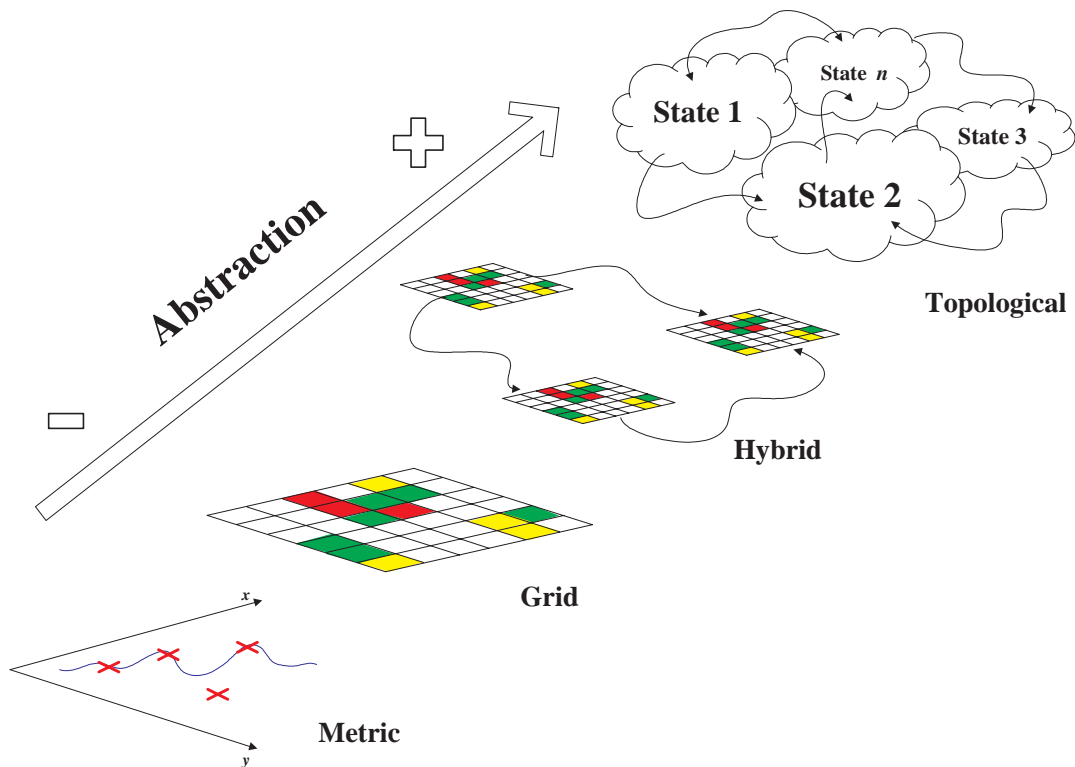 State n
State 1
State 3
State 2
Abstraction
Topological
Hybrid
Grid
x
Metric
y